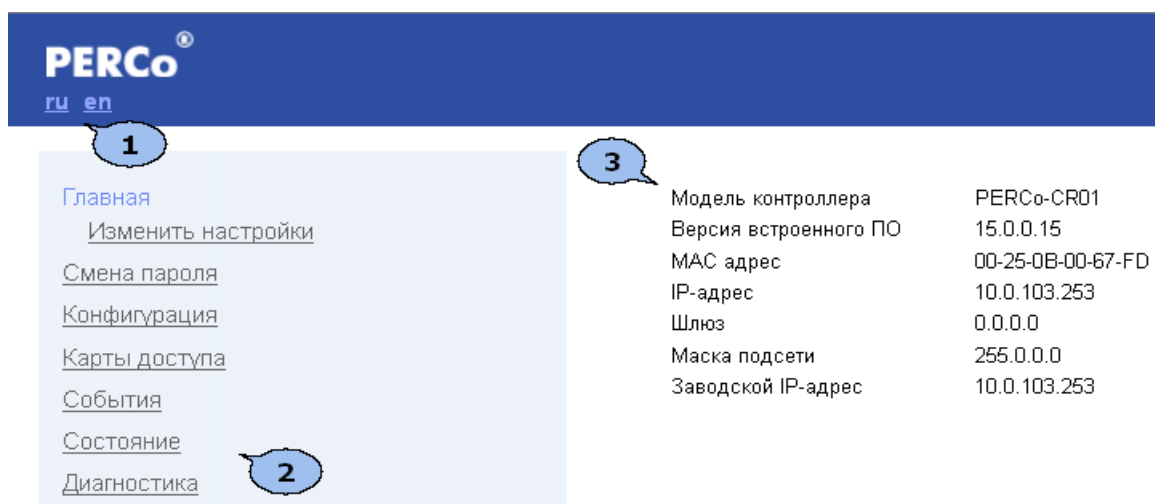 PERCo®
ru en
1
3
Главная
Изменить настройки
Смена пароля
Конфигурация
Карты доступа
События
Состояние
Диагностика
2
Модель контроллера PERCo-CR01
Версия встроенного ПО 15.0.0.15
MAC адрес 00-25-0B-00-67-FD
IP-адрес 10.0.103.253
Шлюз 0.0.0.0
Маска подсети 255.0.0.0
Заводской IP-адрес 10.0.103.253